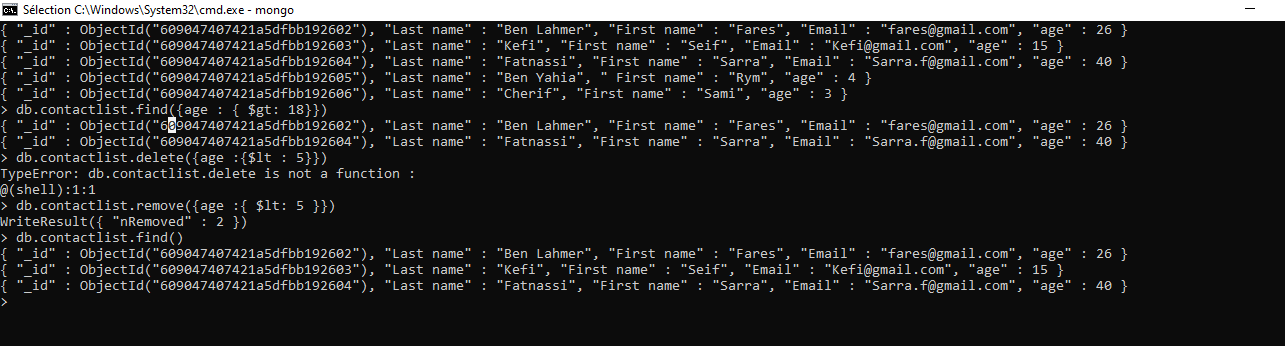 Sélection C:\Windows\System32\cmd.exe - mongo
{ "_id" : ObjectId("609047407421a5dfbb192602"), "Last name" : "Ben Lahmer", "First name" : "Fares", "Email" : "fares@gmail.com", "age" : 26 }
{ "_id" : ObjectId("609047407421a5dfbb192603"), "Last name" : "Kefi", "First name" : "Seif", "Email" : "Kefi@gmail.com", "age" : 15 }
{ "_id" : ObjectId("609047407421a5dfbb192604"), "Last name" : "Fatnassi", "First name" : "Sarra", "Email" : "Sarra.f@gmail.com", "age" : 40 }
{ "_id" : ObjectId("609047407421a5dfbb192605"), "Last name" : "Ben Yahia", " First name" : "Rym", "age" : 4 }
{ "_id" : ObjectId("609047407421a5dfbb192606"), "Last name" : "Cherif", "First name" : "Sami", "age" : 3 }
> db.contactlist.find({age : { $gt: 18}})
{ "_id" : ObjectId("609047407421a5dfbb192602"), "Last name" : "Ben Lahmer", "First name" : "Fares", "Email" : "fares@gmail.com", "age" : 26 }
{ "_id" : ObjectId("609047407421a5dfbb192604"), "Last name" : "Fatnassi", "First name" : "Sarra", "Email" : "Sarra.f@gmail.com", "age" : 40 }
> db.contactlist.delete({age :{$lt : 5}})
TypeError: db.contactlist.delete is not a function :
@(shell):1:1
> db.contactlist.remove({age :{ $lt: 5 }})
WriteResult({ "nRemoved" : 2 })
> db.contactlist.find()
{ "_id" : ObjectId("609047407421a5dfbb192602"), "Last name" : "Ben Lahmer", "First name" : "Fares", "Email" : "fares@gmail.com", "age" : 26 }
{ "_id" : ObjectId("609047407421a5dfbb192603"), "Last name" : "Kefi", "First name" : "Seif", "Email" : "Kefi@gmail.com", "age" : 15 }
{ "_id" : ObjectId("609047407421a5dfbb192604"), "Last name" : "Fatnassi", "First name" : "Sarra", "Email" : "Sarra.f@gmail.com", "age" : 40 }
>